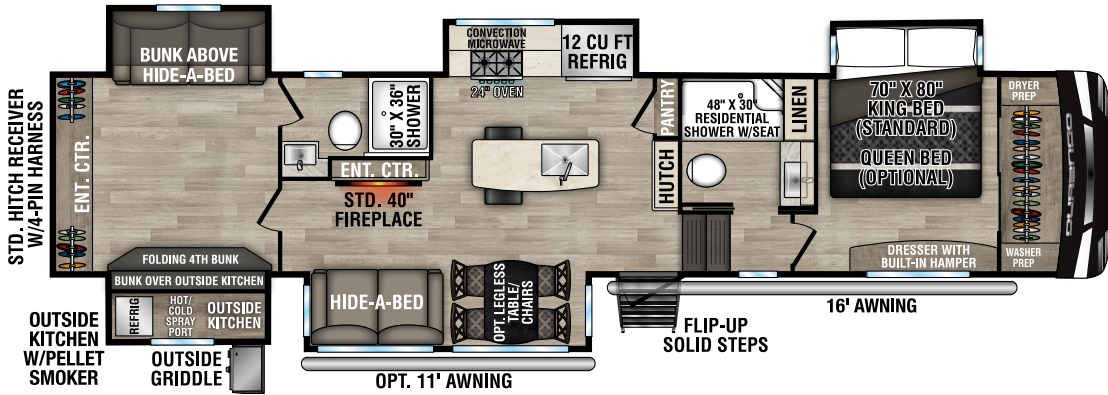 STD. HITCH RECEIVER
W/4-PIN HARNESS
ENT. CTR.
BUNK ABOVE
HIDE-A-BED
FOLDING 4TH BUNK
BUNK OVER OUTSIDE KITCHEN
REFRIG
HOT/
COLD
SPRAY
PORT
OUTSIDE
KITCHEN
OUTSIDE
KITCHEN
W/PELLET
SMOKER
OUTSIDE
GRIDDLE
30" X 36"
SHOWER
ENT. CTR.
STD. 40"
FIREPLACE
HIDE-A-BED
OPT. LEGLESS
TABLE/
CHAIRS
OPT. 11' AWNING
CONVECTION
MICROWAVE
24" OVEN
12 CU FT
REFRIG
PANTRY
HUTCH
48" X 30"
RESIDENTIAL
SHOWER W/SEAT
LINEN
FLIP-UP
SOLID STEPS
16' AWNING
70" X 80"
KING BED
(STANDARD)
QUEEN BED
(OPTIONAL)
DRESSER WITH
BUILT-IN HAMPER
DRYER
PREP
WASHER
PREP
DURANGO